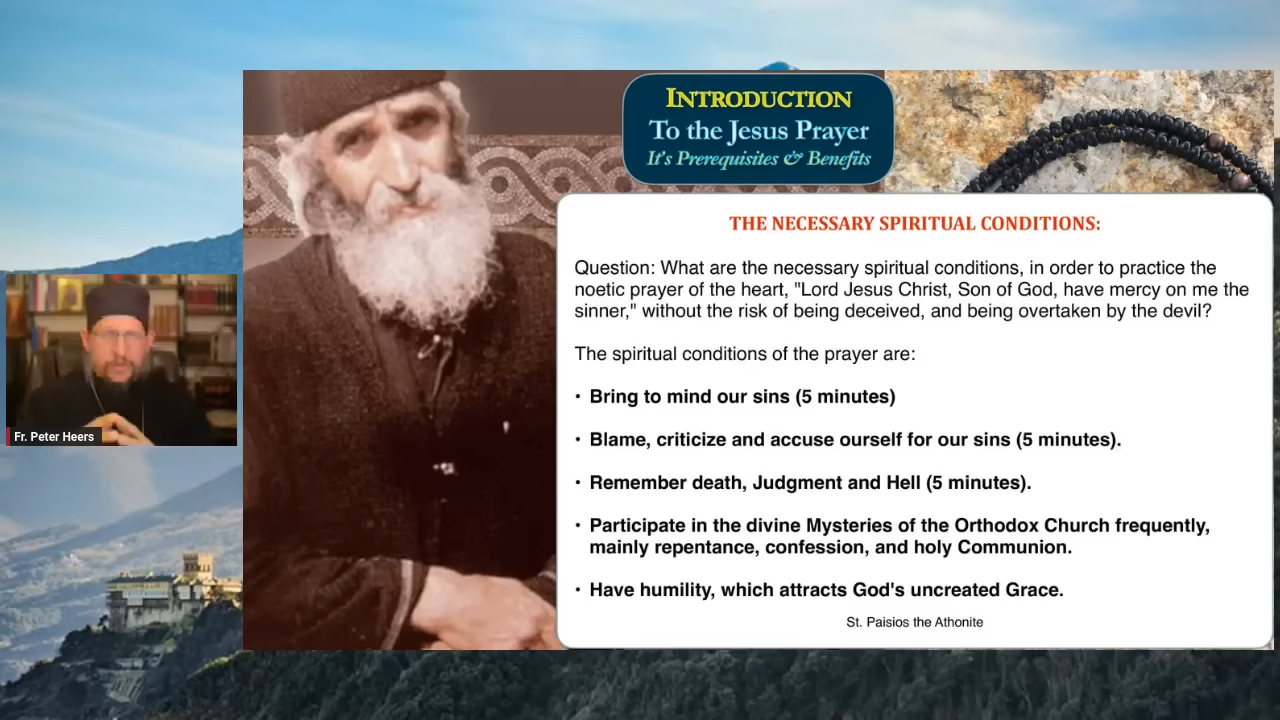 INTRODUCTION
To the Jesus Prayer
It's Prerequisites & Benefits
THE NECESSARY SPIRITUAL CONDITIONS:
Question: What are the necessary spiritual conditions, in order to practice the
noetic prayer of the heart, "Lord Jesus Christ, Son of God, have mercy on me the
sinner," without the risk of being deceived, and being overtaken by the devil?
The spiritual conditions of the prayer are:
• Bring to mind our sins (5 minutes)
• Blame, criticize and accuse ourself for our sins (5 minutes).
• Remember death, Judgment and Hell (5 minutes).
• Participate in the divine Mysteries of the Orthodox Church frequently,
mainly repentance, confession, and holy Communion.
• Have humility, which attracts God's uncreated Grace.
St. Paisios the Athonite
Fr. Peter Heers